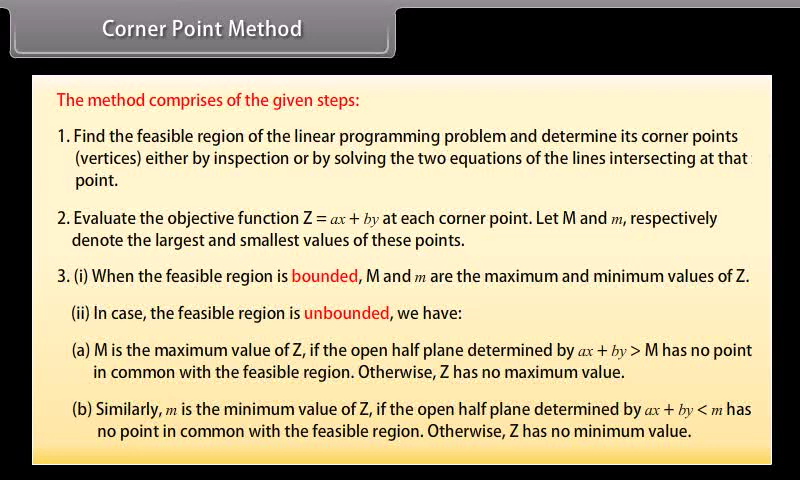 Corner Point Method
The method comprises of the given steps:
1. Find the feasible region of the linear programming problem and determine its corner points
(vertices) either by inspection or by solving the two equations of the lines intersecting at that
point.
2. Evaluate the objective function Z = ax + by at each corner point. Let M and m, respectively
denote the largest and smallest values of these points.
3. (i) When the feasible region is bounded, M and m are the maximum and minimum values of Z.
(ii) In case, the feasible region is unbounded, we have:
(a) M is the maximum value of Z, if the open half plane determined by ax + by > M has no point
in common with the feasible region. Otherwise, Z has no maximum value.
(b) Similarly, m is the minimum value of Z, if the open half plane determined by ax + by < m has
no point in common with the feasible region. Otherwise, Z has no minimum value.